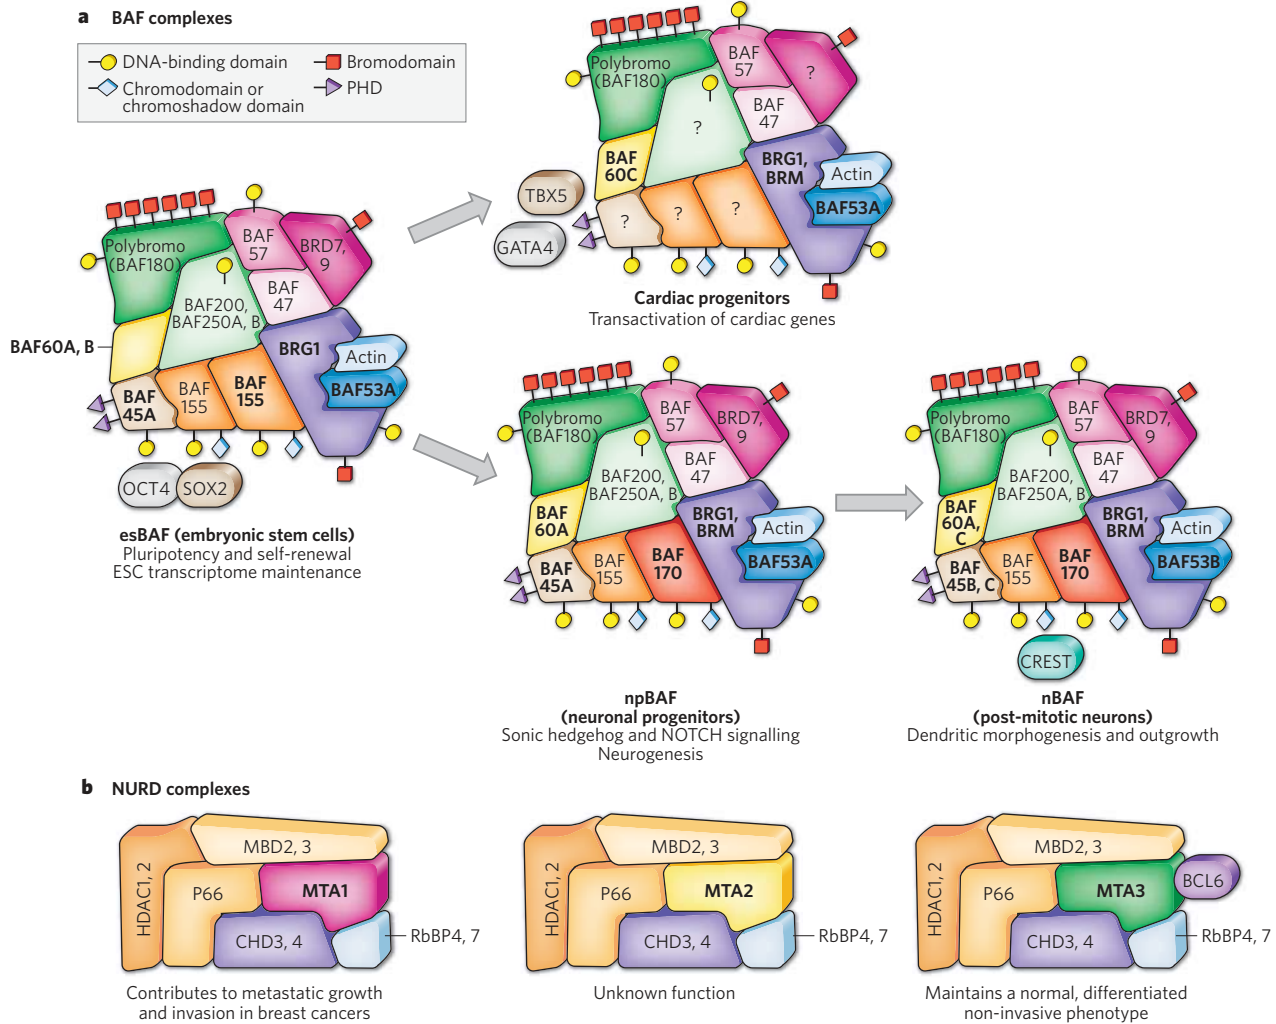 a BAF complexes
DNA-binding domain
Bromodomain
Chromodomain or
chromoshadow domain
PHD
Polybromo
(BAF180)
BAF
57
?
?
BAF
47
BAF
60C
BRG1,
BRM
Actin
BAF53A
?
?
?
TBX5
GATA4
Cardiac progenitors
Transactivation of cardiac genes
Polybromo
(BAF180)
BAF
57
BRD7,
9
BAF200,
BAF250A, B
BAF
47
BAF60A, B
BRG1
Actin
BAF53A
BAF
45A
BAF
155
BAF
155
OCT4
SOX2
esBAF (embryonic stem cells)
Pluripotency and self-renewal
ESC transcriptome maintenance
Polybromo
(BAF180)
BAF
57
BRD7,
9
BAF200,
BAF250A, B
BAF
47
BAF
60A
BRG1,
BRM
Actin
BAF53A
BAF
45A
BAF
155
BAF
170
npBAF
(neuronal progenitors)
Sonic hedgehog and NOTCH signalling
Neurogenesis
Polybromo
(BAF180)
BAF
57
BRD7,
9
BAF200,
BAF250A, B
BAF
47
BAF
60A,
C
BRG1,
BRM
Actin
BAF53B
BAF
45B, C
BAF
155
BAF
170
CREST
nBAF
(post-mitotic neurons)
Dendritic morphogenesis and outgrowth
b NURD complexes
HDAC1, 2
MBD2, 3
P66
MTA1
CHD3, 4
RbBP4, 7
Contributes to metastatic growth
and invasion in breast cancers
HDAC1, 2
MBD2, 3
P66
MTA2
CHD3, 4
RbBP4, 7
Unknown function
HDAC1, 2
MBD2, 3
P66
MTA3
BCL6
CHD3, 4
RbBP4, 7
Maintains a normal, differentiated
non-invasive phenotype